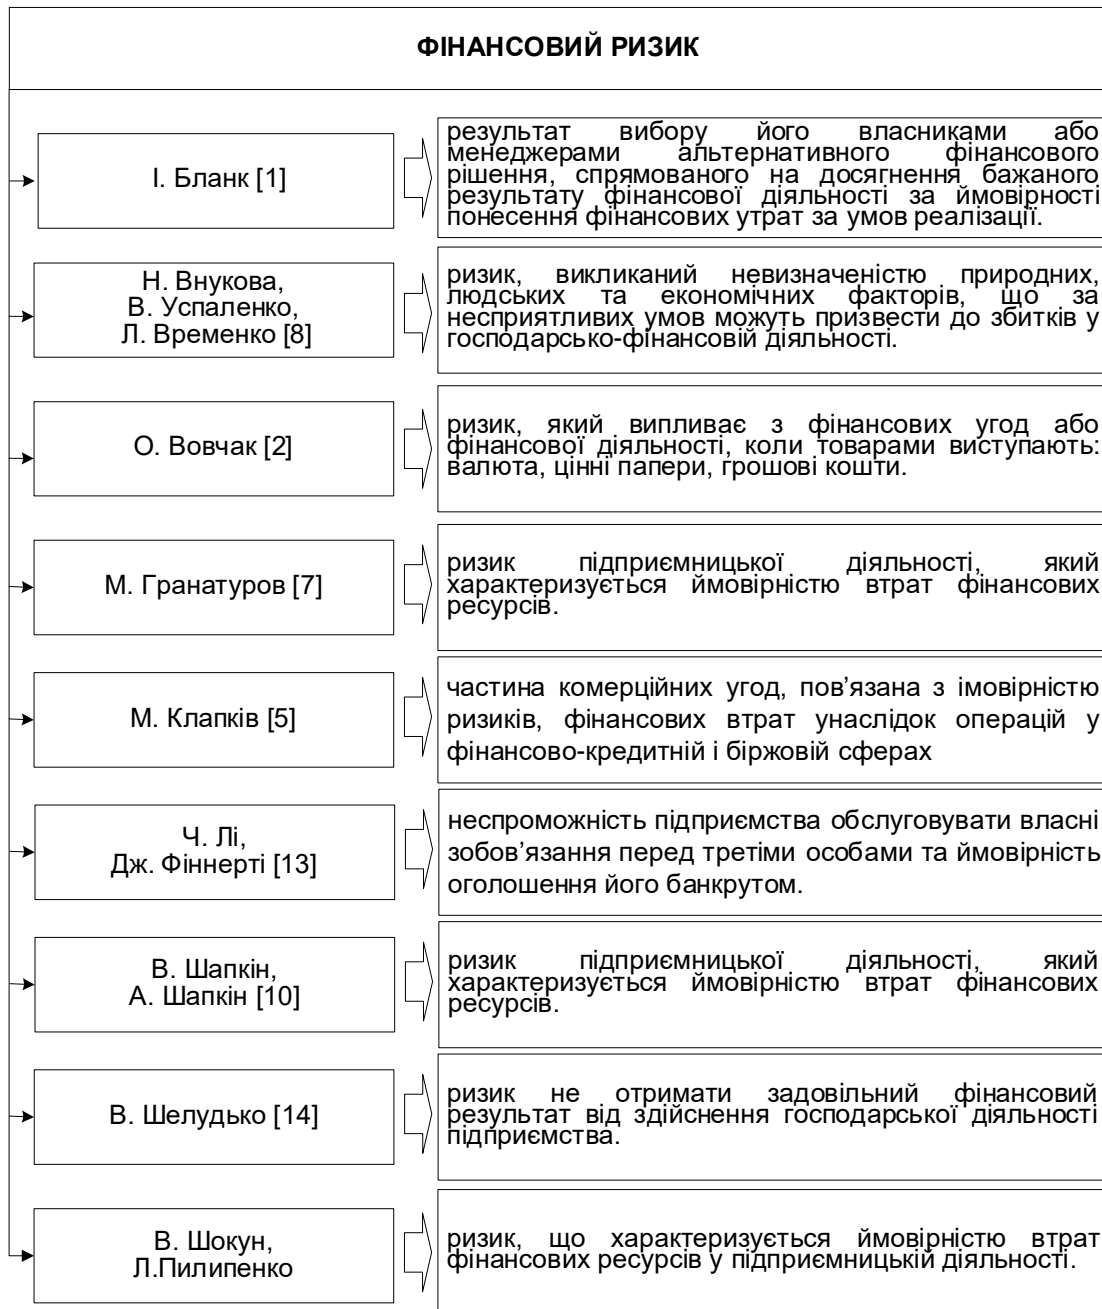 ФІНАНСОВИЙ РИЗИК
І. Бланк [1]
результат вибору його власниками або
менеджерами альтернативного фінансового
рішення, спрямованого на досягнення бажаного
результату фінансової діяльності за ймовірності
понесення фінансових утрат за умов реалізації.
Н. Внукова,
В. Успаленко,
Л. Временко [8]
ризик, викликаний невизначеністю природних,
людських та економічних факторів, що за
несприятливих умов можуть призвести до збитків у
господарсько-фінансовій діяльності.
О. Вовчак [2]
ризик, який випливає з фінансових угод або
фінансової діяльності, коли товарами виступають:
валюта, цінні папери, грошові кошти.
М. Гранатуров [7]
ризик підприємницької діяльності, який
характеризується ймовірністю втрат фінансових
ресурсів.
М. Клапків [5]
частина комерційних угод, пов’язана з імовірністю
ризиків, фінансових втрат унаслідок операцій у
фінансово-кредитній і біржовій сферах
Ч. Лі,
Дж. Фіннерті [13]
неспроможність підприємства обслуговувати власні
зобов’язання перед третіми особами та ймовірність
оголошення його банкрутом.
В. Шапкін,
А. Шапкін [10]
ризик підприємницької діяльності, який
характеризується ймовірністю втрат фінансових
ресурсів.
В. Шелудько [14]
ризик не отримати задовільний фінансовий
результат від здійснення господарської діяльності
підприємства.
В. Шокун,
Л.Пилипенко
ризик, що характеризується ймовірністю втрат
фінансових ресурсів у підприємницькій діяльності.